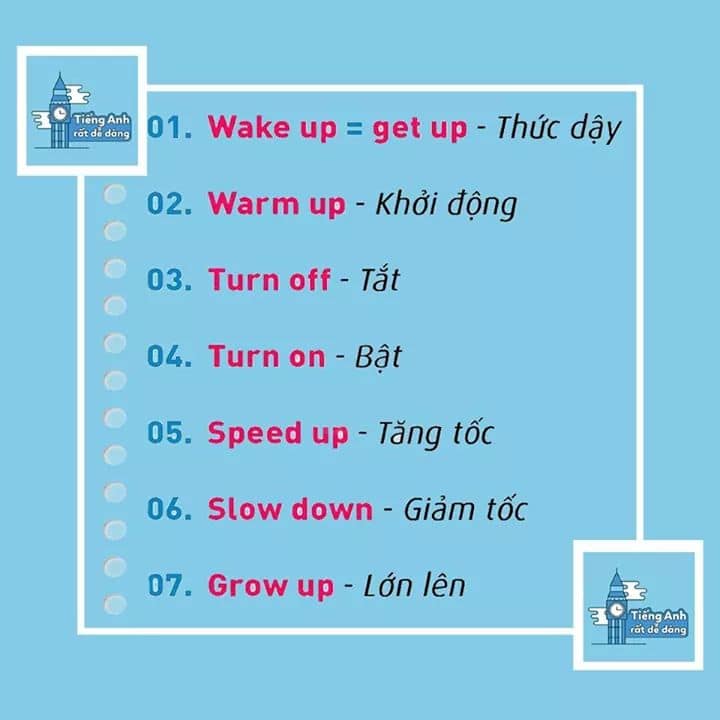 Tiếng Anh
rất dễ dàng
01. Wake up = get up - Thức dậy
02. Warm up - Khởi động
03. Turn off - Tắt
04. Turn on - Bật
05. Speed up - Tăng tốc
06. Slow down - Giảm tốc
07. Grow up - Lớn lên
Tiếng Anh
rất dễ dàng